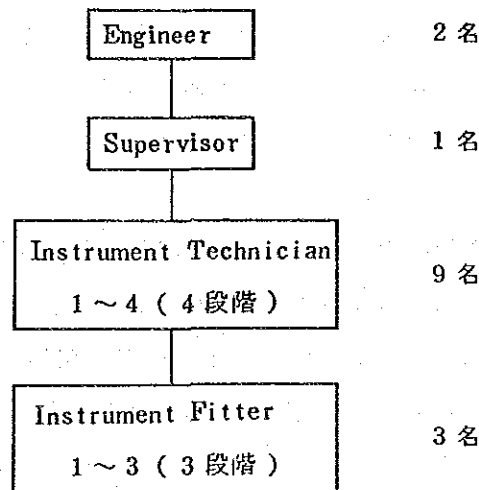 Engineer 2 名
Supervisor 1 名
Instrument Technician
1 ～ 4 ( 4 段階 ) 9 名
Instrument Fitter
1 ～ 3 ( 3 段階 ) 3 名